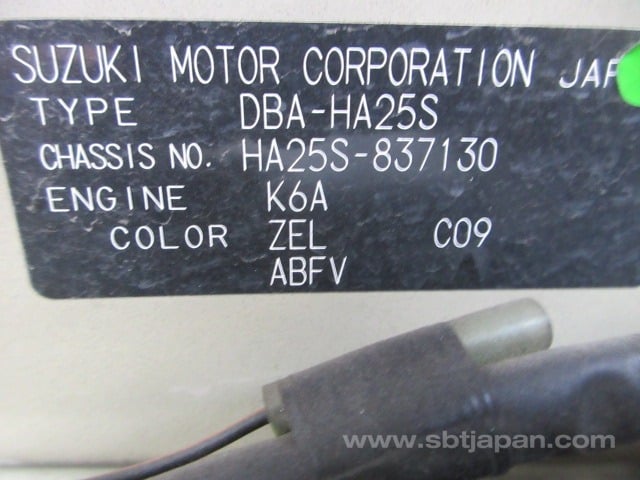 SUZUKI MOTOR CORPORATION
TYPE DBA-HA25S
CHASSIS NO. HA25S-837130
ENGINE K6A
COLOR ZEL C09
ABFV
www.sbtjapan.com